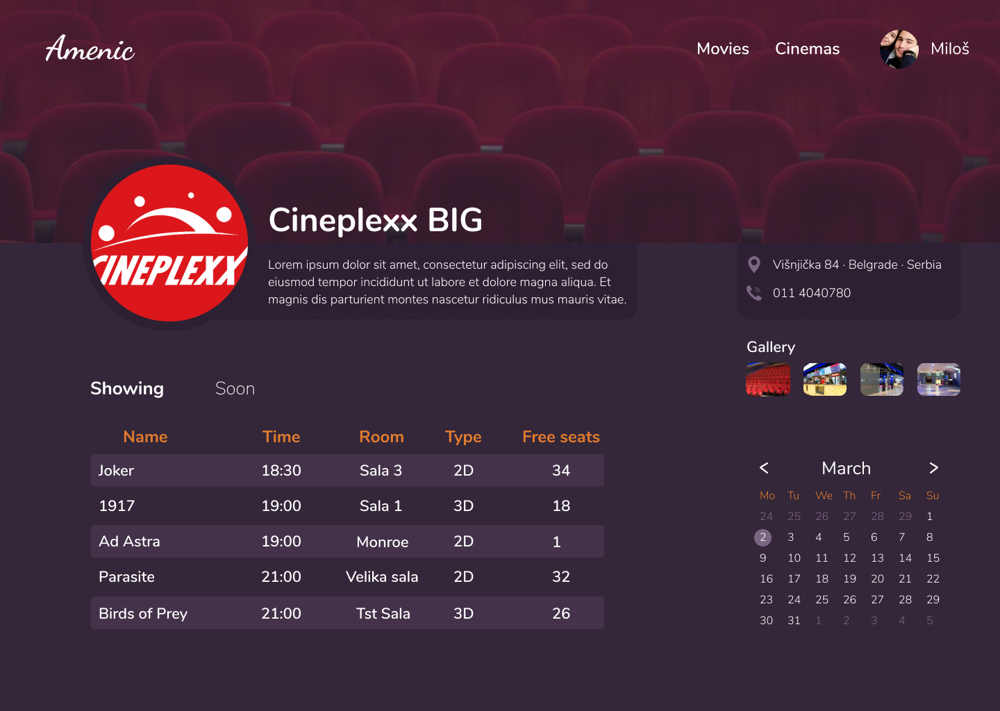 Amenic
Movies Cinemas Miloš
CINEPLEXX
Cineplexx BIG
Lorem ipsum dolor sit amet, consectetur adipiscing elit, sed do
eiusmod tempor incididunt ut labore et dolore magna aliqua. Et
magnis dis parturient montes nascetur ridiculus mus mauris vitae.
Višnjička 84 · Belgrade · Serbia
011 4040780
Gallery
Showing Soon
Name Time Room Type Free seats
Joker 18:30 Sala 3 2D 34
1917 19:00 Sala 1 3D 18
Ad Astra 19:00 Monroe 2D 1
Parasite 21:00 Velika sala 2D 32
Birds of Prey 21:00 Tst Sala 3D 26
< March >
Mo Tu We Th Fr Sa Su
24 25 26 27 28 29 1
2 3 4 5 6 7 8
9 10 11 12 13 14 15
16 17 18 19 20 21 22
23 24 25 26 27 28 29
30 31 1 2 3 4 5